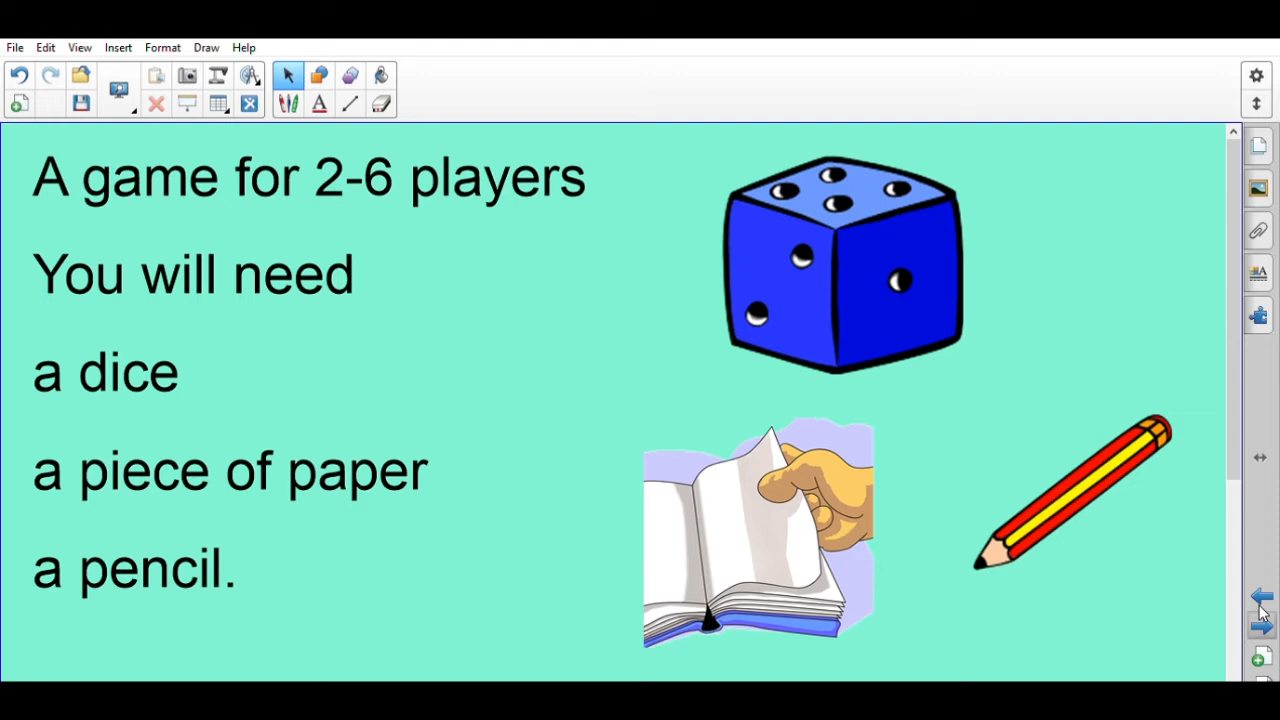 File Edit View Insert Format Draw Help
A game for 2-6 players
You will need
a dice
a piece of paper
a pencil.